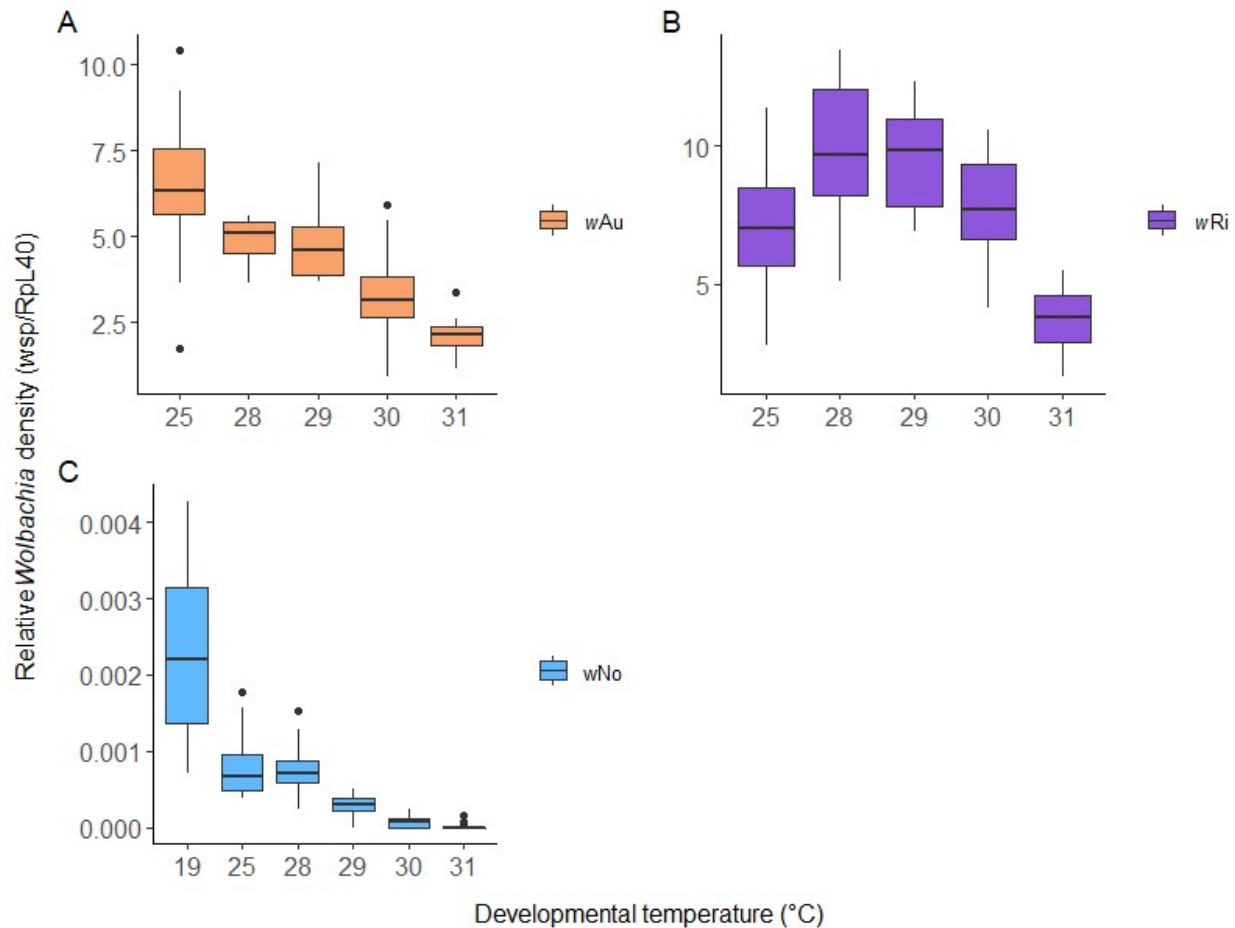 A
10.0
7.5
5.0
2.5
25 28 29 30 31
wAu
B
10
5
25 28 29 30 31
wRi
C
0.004
0.003
0.002
0.001
0.000
19 25 28 29 30 31
wNo
Relative Wolbachia density (wsp/RpL40)
Developmental temperature (°C)